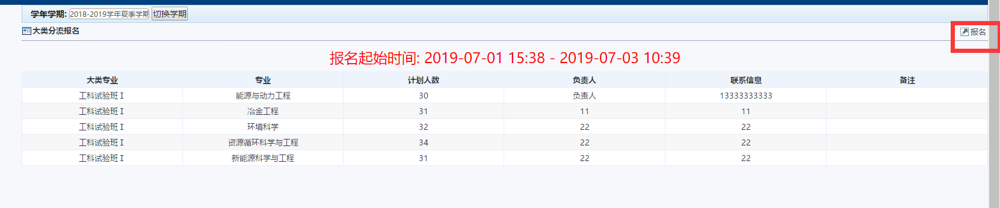 学年学期: 2018-2019学年夏季学期 切换学期
大类分流报名 报名
报名起始时间: 2019-07-01 15:38 - 2019-07-03 10:39
大类专业 专业 计划人数 负责人 联系信息 备注
工科试验班 I 能源与动力工程 30 负责人 13333333333
工科试验班 I 冶金工程 31 11 11
工科试验班 I 环境科学 32 22 22
工科试验班 I 资源循环科学与工程 34 22 22
工科试验班 I 新能源科学与工程 31 22 22